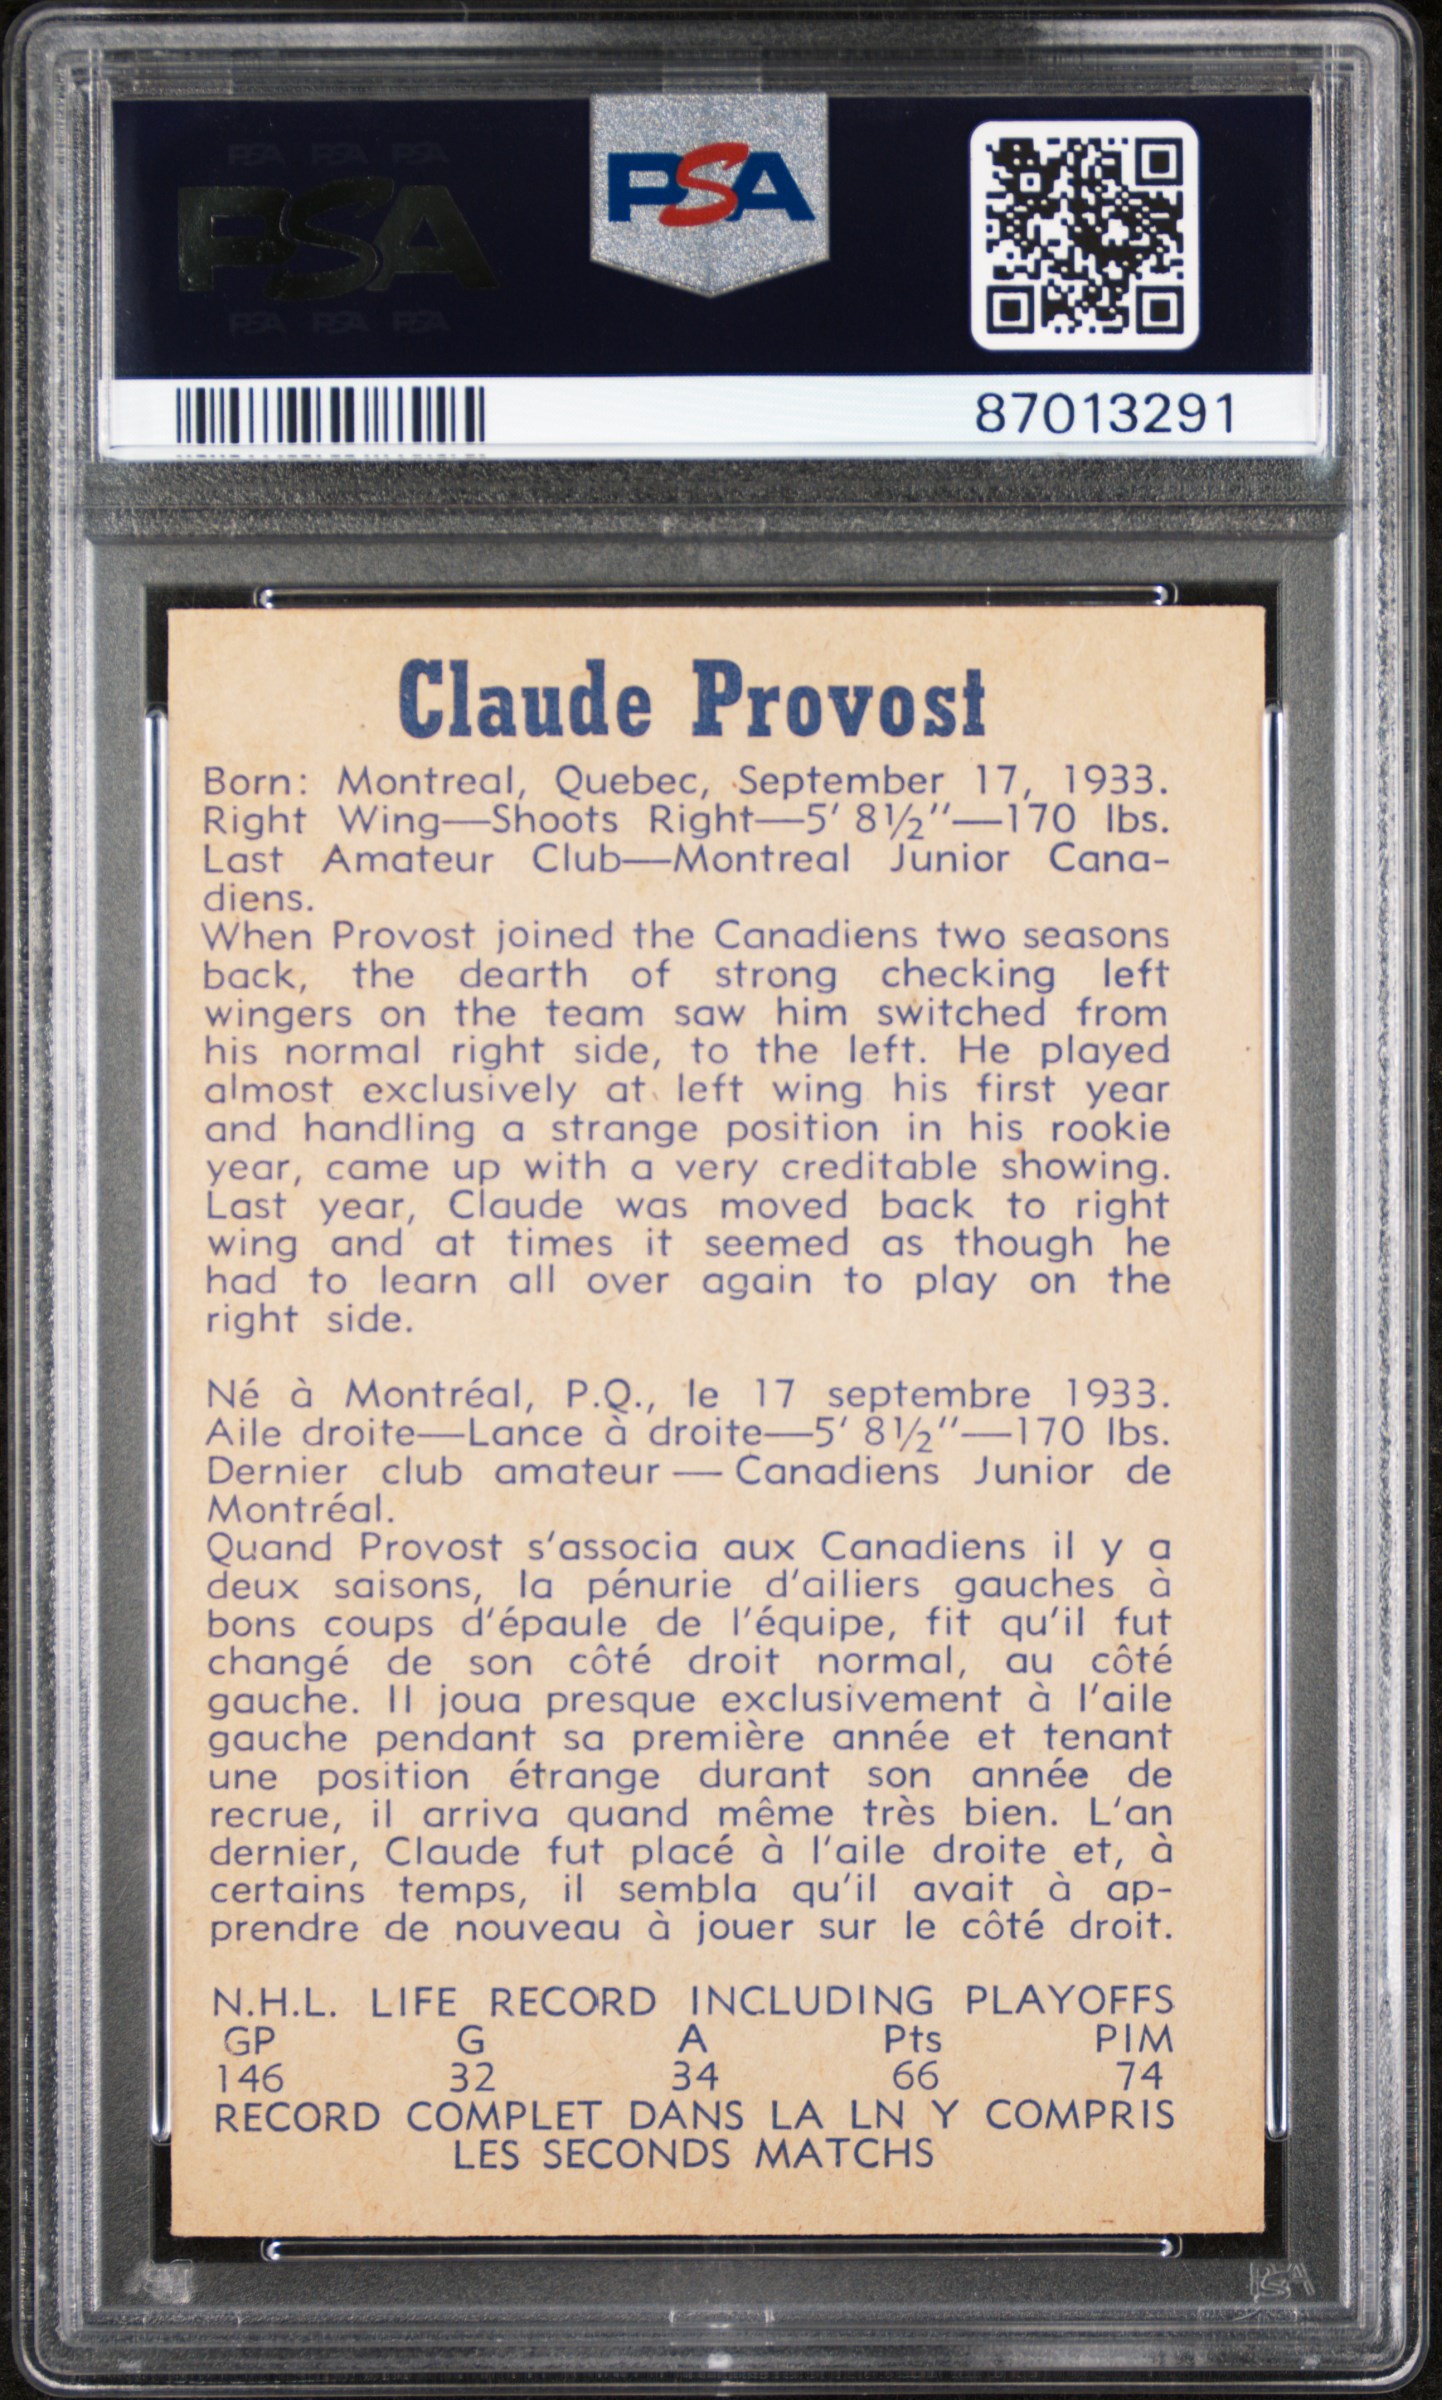 PSA PSA PSA
PSA
PSA PSA PSA
PSA
87013291
Claude Provost
Born: Montreal, Quebec, September 17, 1933.
Right Wing—Shoots Right—5' 8½"—170 lbs.
Last Amateur Club—Montreal Junior Cana-
diens.
When Provost joined the Canadiens two seasons
back, the dearth of strong checking left
wingers on the team saw him switched from
his normal right side, to the left. He played
almost exclusively at left wing his first year
and handling a strange position in his rookie
year, came up with a very creditable showing.
Last year, Claude was moved back to right
wing and at times it seemed as though he
had to learn all over again to play on the
right side.
Né à Montréal, P.Q., le 17 septembre 1933.
Aile droite—Lance à droite—5' 8½"—170 lbs.
Dernier club amateur — Canadiens Junior de
Montréal.
Quand Provost s'associa aux Canadiens il y a
deux saisons, la pénurie d'ailiers gauches à
bons coups d'épaule de l'équipe, fit qu'il fut
changé de son côté droit normal, au côté
gauche. Il joua presque exclusivement à l'aile
gauche pendant sa première année et tenant
une position étrange durant son année de
recrue, il arriva quand même très bien. L'an
dernier, Claude fut placé à l'aile droite et, à
certains temps, il sembla qu'il avait à ap-
prendre de nouveau à jouer sur le côté droit.
N.H.L. LIFE RECORD INCLUDING PLAYOFFS
GP G A Pts PIM
146 32 34 66 74
RECORD COMPLET DANS LA LN Y COMPRIS
LES SECONDS MATCHS
PSA